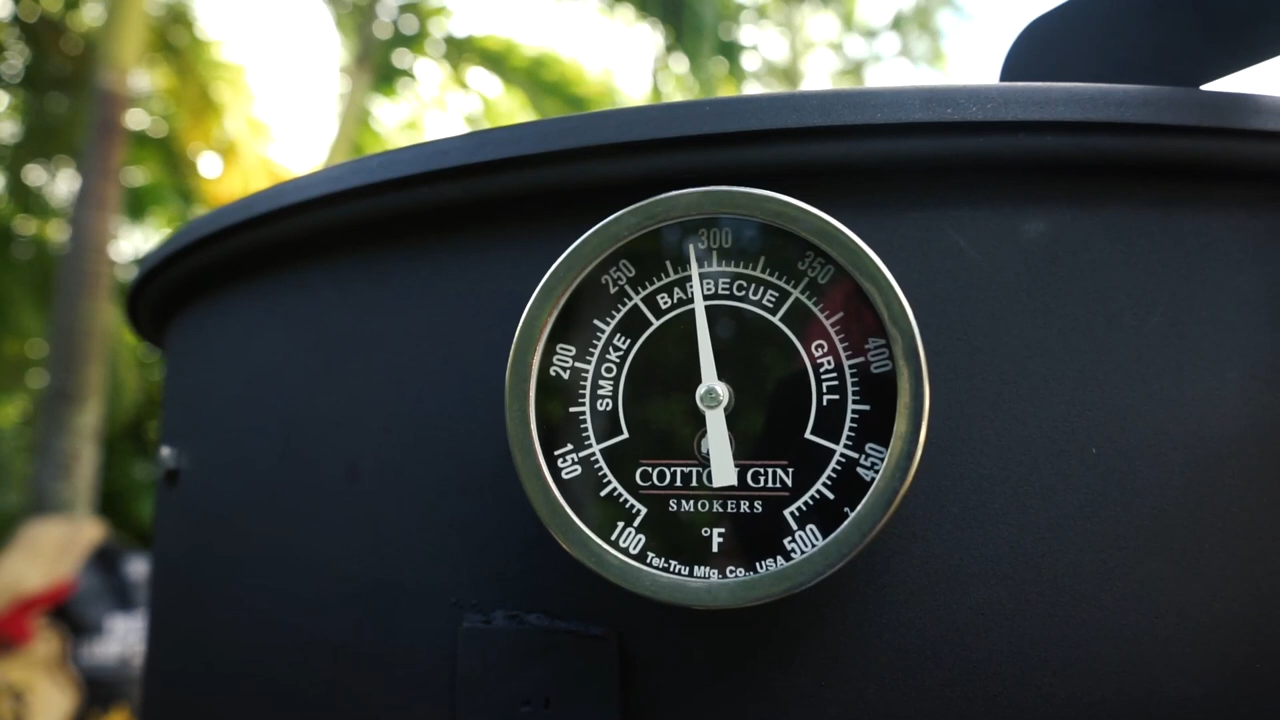 300
250
350
BARBECUE
200
SMOKE
GRILL
400
150
450
COTTON GIN
SMOKERS
100
°F
500
Tel-Tru Mfg. Co., USA
2